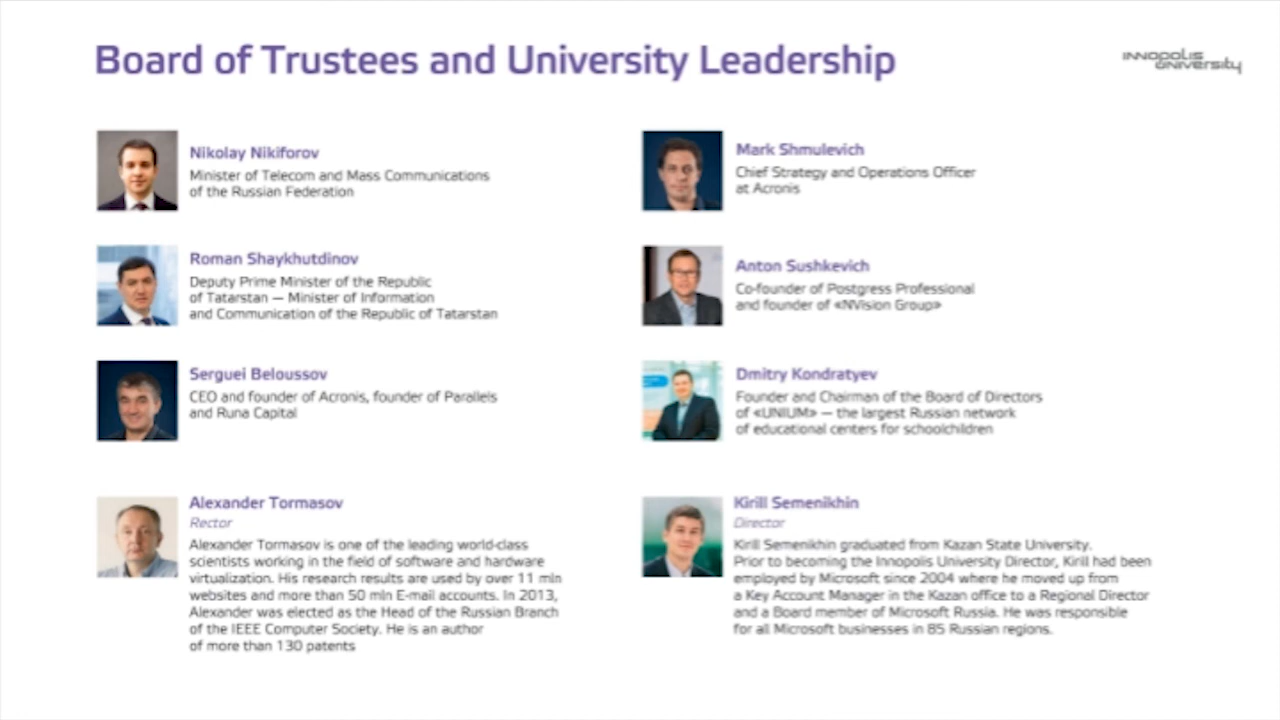 Board of Trustees and University Leadership
INNOPOLIS
UNIVERSITY
Nikolay Nikiforov
Minister of Telecom and Mass Communications
of the Russian Federation
Mark Shmulevich
Chief Strategy and Operations Officer
at Acronis
Roman Shaykhutdinov
Deputy Prime Minister of the Republic
of Tatarstan — Minister of Information
and Communication of the Republic of Tatarstan
Anton Sushkevich
Co-founder of Postgress Professional
and founder of «NVision Group»
Serguei Beloussov
CEO and founder of Acronis, founder of Parallels
and Runa Capital
Dmitry Kondratyev
Founder and Chairman of the Board of Directors
of «UNIUM» — the largest Russian network
of educational centers for schoolchildren
Alexander Tormasov
Rector
Alexander Tormasov is one of the leading world-class
scientists working in the field of software and hardware
virtualization. His research results are used by over 11 mln
websites and more than 50 mln E-mail accounts. In 2013,
Alexander was elected as the Head of the Russian Branch
of the IEEE Computer Society. He is an author
of more than 130 patents
Kirill Semenikhin
Director
Kirill Semenikhin graduated from Kazan State University.
Prior to becoming the Innopolis University Director, Kirill had been
employed by Microsoft since 2004 where he moved up from
a Key Account Manager in the Kazan office to a Regional Director
and a Board member of Microsoft Russia. He was responsible
for all Microsoft businesses in 85 Russian regions.